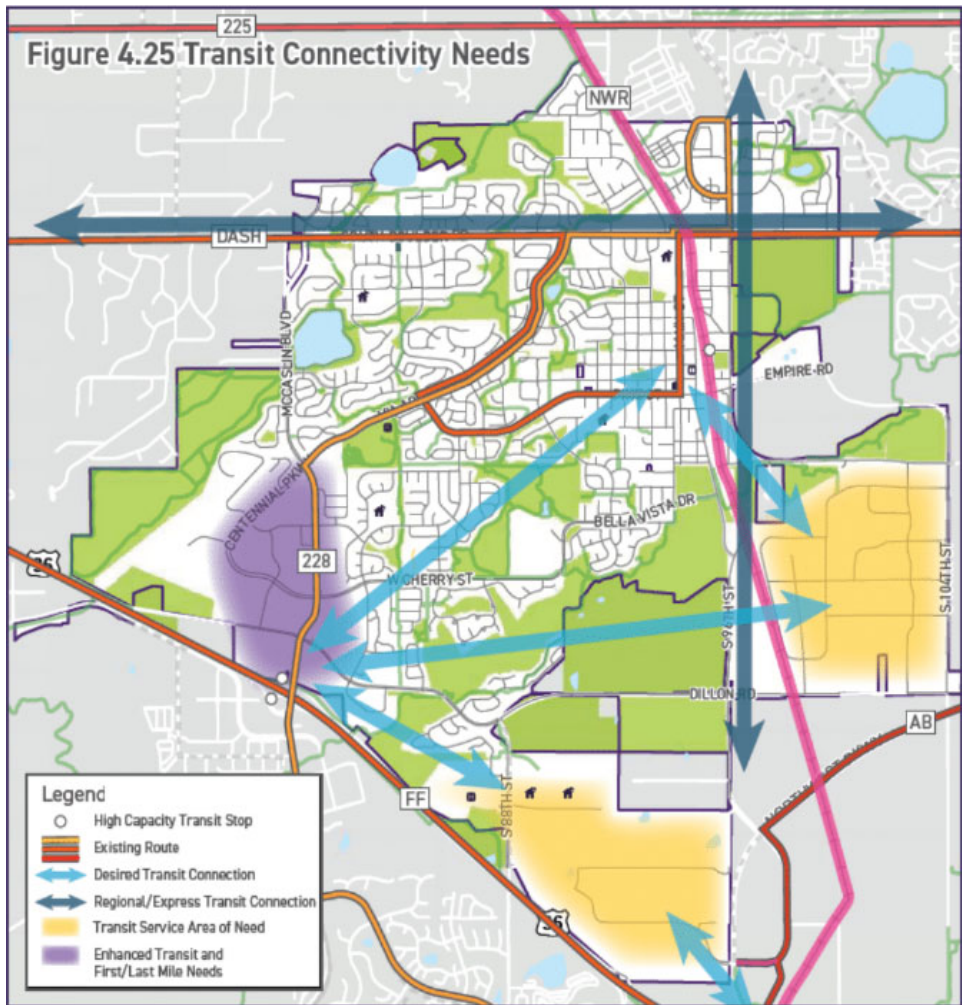 225
Figure 4.25 Transit Connectivity Needs
NWR
DASH
MCCASLIN BLVD
EMPIRE RD
CENTENNIAL PKWY
BELLA VISTA DR
228
W CHERRY ST
36
S 96TH ST
S 104TH ST
DILLON RD
AB
FF
S 88TH ST
36
Legend
High Capacity Transit Stop
Existing Route
Desired Transit Connection
Regional/Express Transit Connection
Transit Service Area of Need
Enhanced Transit and
First/Last Mile Needs